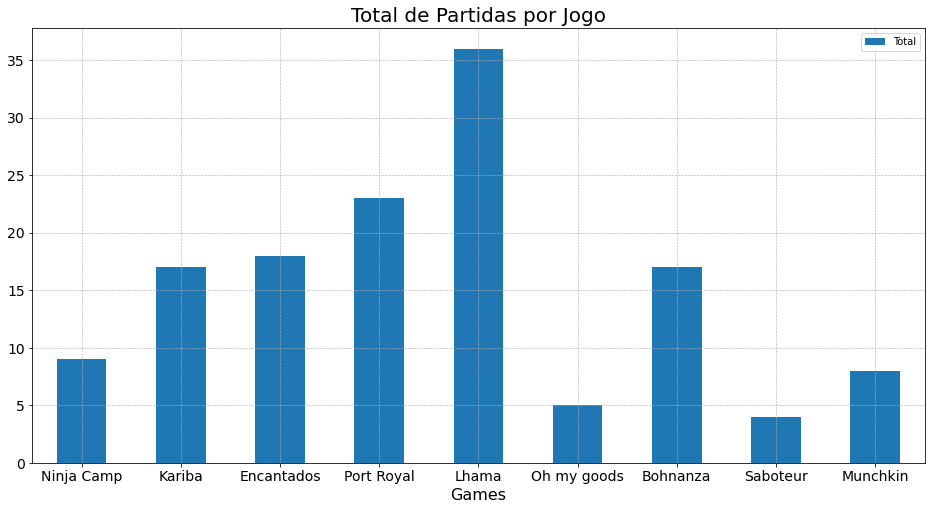 Total de Partidas por Jogo
Total
35
30
25
20
15
10
5
0
Ninja Camp Kariba Encantados Port Royal Lhama Oh my goods Bohnanza Saboteur Munchkin
Games